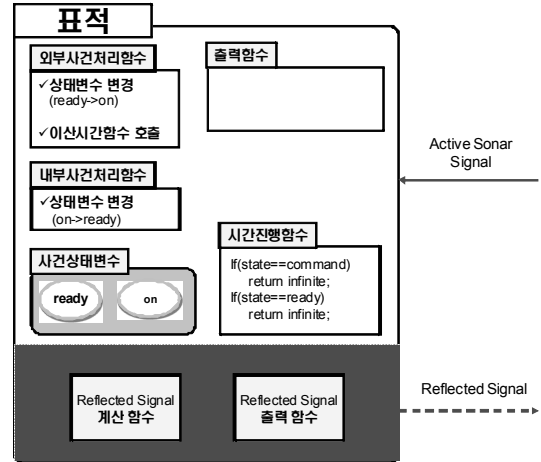 표적
외부사건처리함수
✓상태변수 변경
(ready->on)
✓이산시간함수 호출
출력함수
내부사건처리함수
✓상태변수 변경
(on->ready)
사건상태변수
ready
on
시간진행함수
If(state==command)
return infinite;
If(state==ready)
return infinite;
Active Sonar
Signal
Reflected Signal
계산 함수
Reflected Signal
출력 함수
Reflected Signal